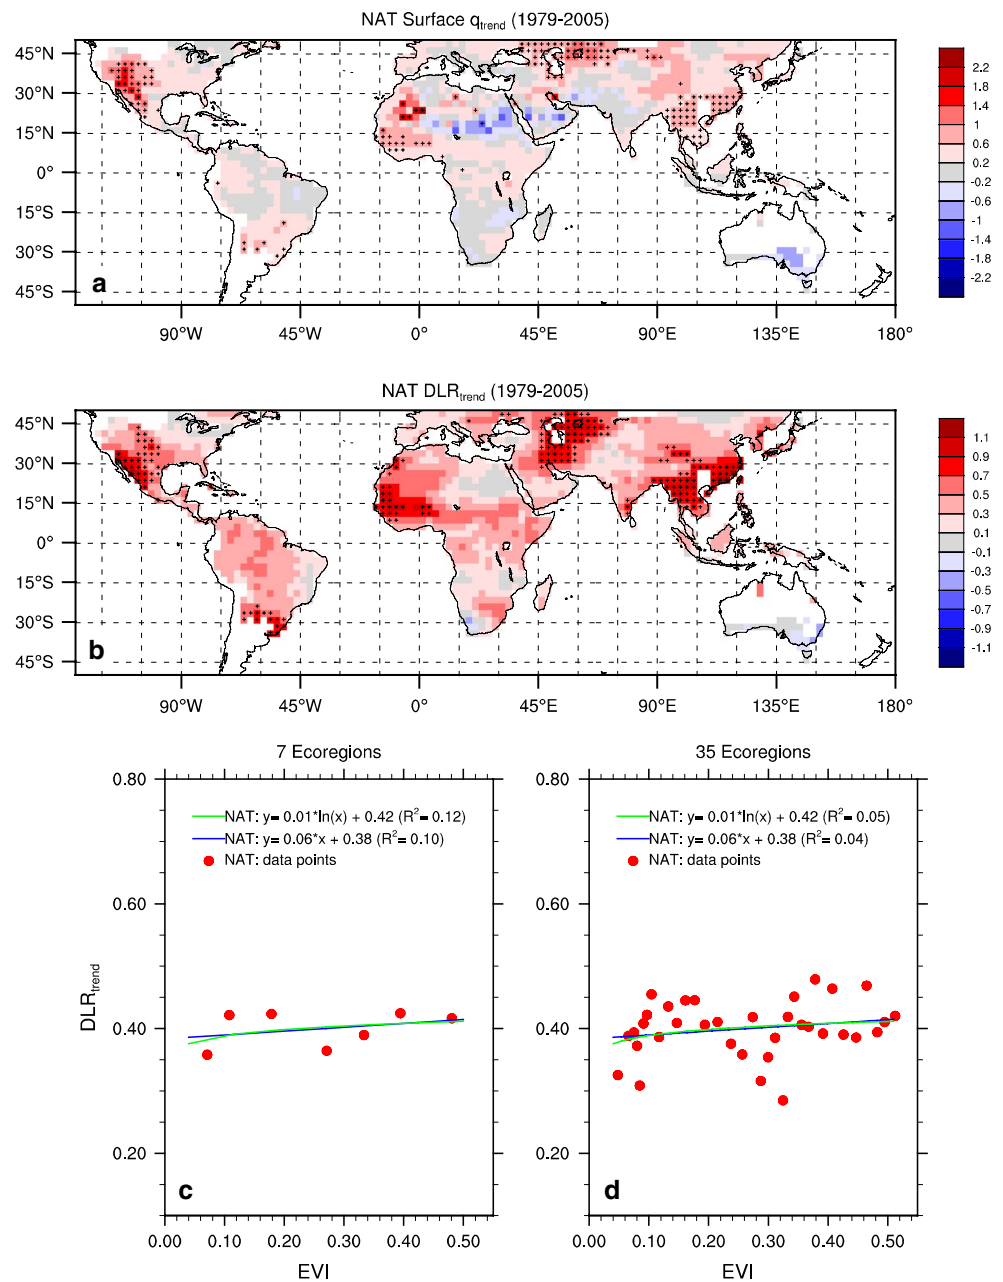 NAT Surface q_trend (1979-2005)
45°N
30°N
15°N
0°
15°S
30°S
45°S
a
90°W 45°W 0° 45°E 90°E 135°E 180°
2.2
1.8
1.4
1
0.6
0.2
-0.2
-0.6
-1
-1.4
-1.8
-2.2
NAT DLR_trend (1979-2005)
45°N
30°N
15°N
0°
15°S
30°S
45°S
b
90°W 45°W 0° 45°E 90°E 135°E 180°
1.1
0.9
0.7
0.5
0.3
0.1
-0.1
-0.3
-0.5
-0.7
-0.9
-1.1
7 Ecoregions
DLR_trend
0.80
0.60
0.40
0.20
NAT: y= 0.01*ln(x) + 0.42 (R²= 0.12)
NAT: y= 0.06*x + 0.38 (R²= 0.10)
NAT: data points
c
0.00 0.10 0.20 0.30 0.40 0.50
EVI
35 Ecoregions
0.80
0.60
0.40
0.20
NAT: y= 0.01*ln(x) + 0.42 (R²= 0.05)
NAT: y= 0.06*x + 0.38 (R²= 0.04)
NAT: data points
d
0.00 0.10 0.20 0.30 0.40 0.50
EVI